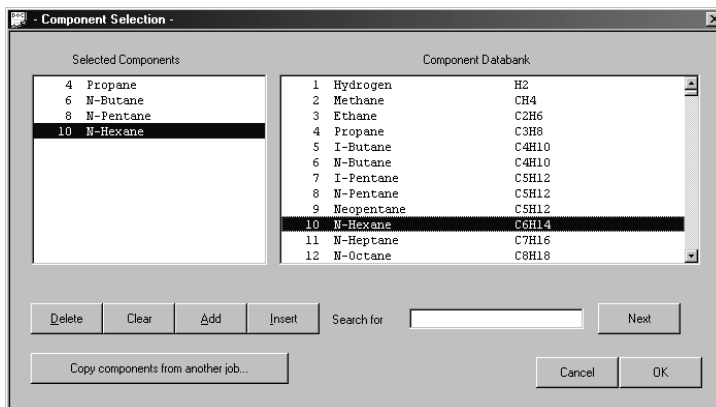 - Component Selection -
Selected Components
4 Propane
6 N-Butane
8 N-Pentane
10 N-Hexane
Component Databank
1 Hydrogen H2
2 Methane CH4
3 Ethane C2H6
4 Propane C3H8
5 I-Butane C4H10
6 N-Butane C4H10
7 I-Pentane C5H12
8 N-Pentane C5H12
9 Neopentane C5H12
10 N-Hexane C6H14
11 N-Heptane C7H16
12 N-Octane C8H18
Delete Clear Add Insert Search for Next
Copy components from another job... Cancel OK